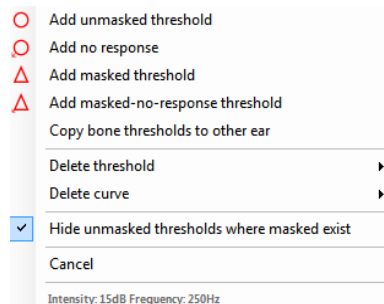 Add unmasked threshold
Add no response
Add masked threshold
Add masked-no-response threshold
Copy bone thresholds to other ear
Delete threshold
Delete curve
Hide unmasked thresholds where masked exist
Cancel
Intensity: 15dB Frequency: 250Hz